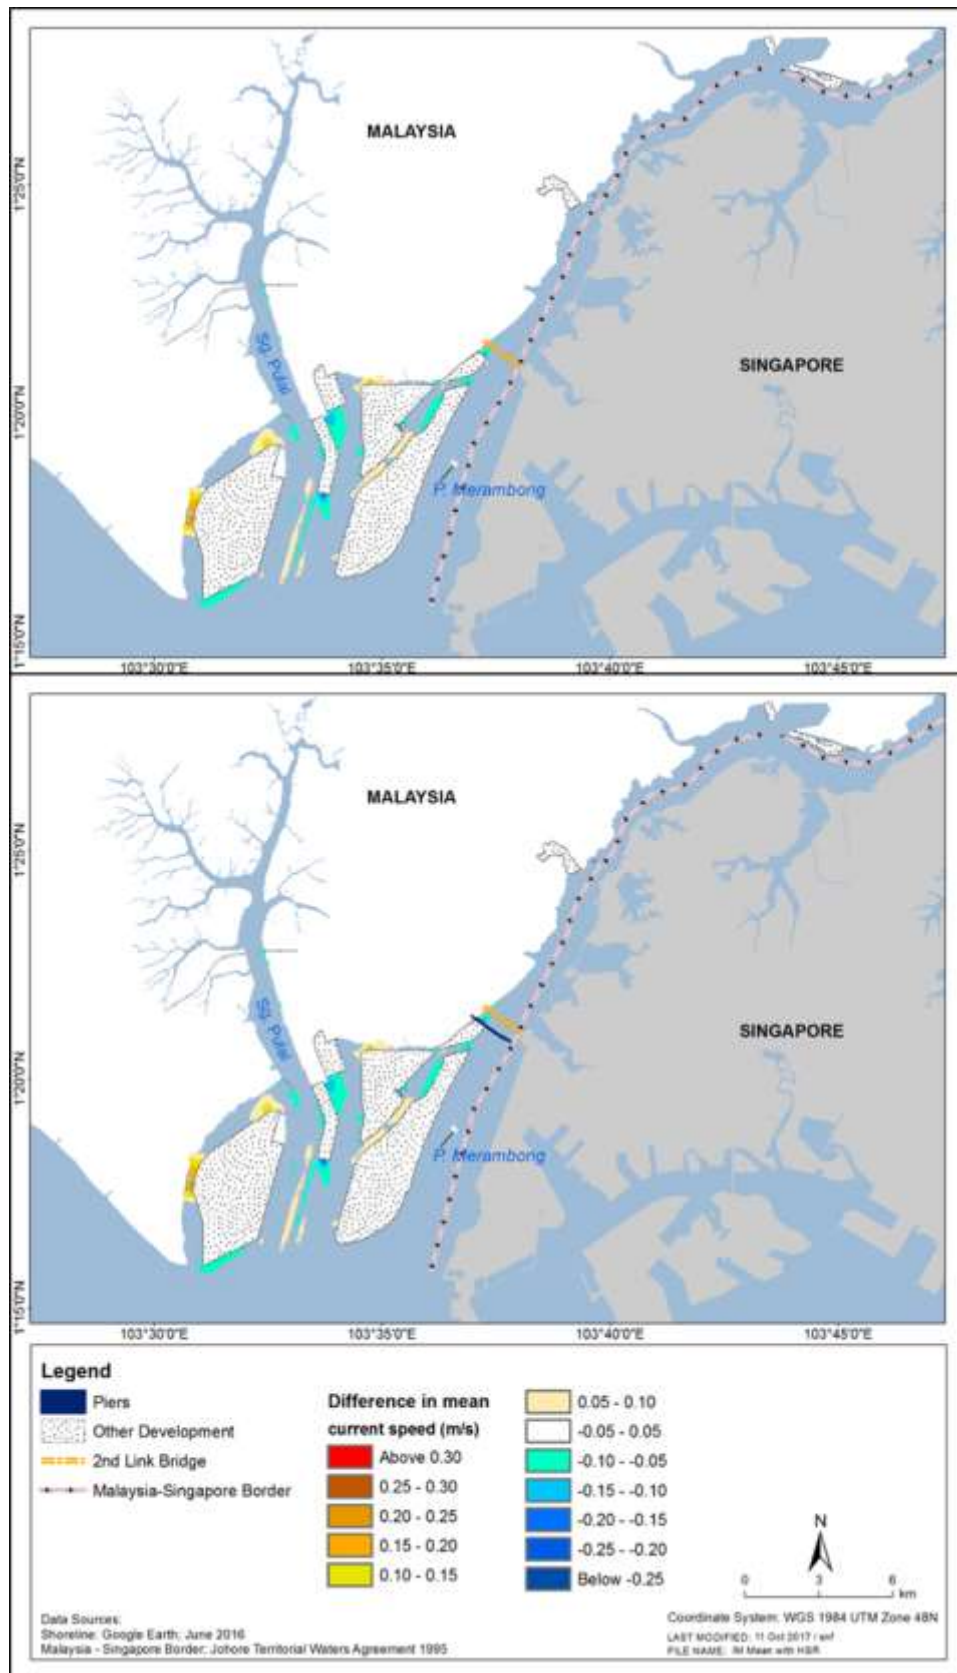 MALAYSIA
SINGAPORE
Sg. Pulai
P. Merambong
1°25'0"N
1°20'0"N
1°15'0"N
103°30'0"E 103°35'0"E 103°40'0"E 103°45'0"E
MALAYSIA
SINGAPORE
Sg. Pulai
P. Merambong
1°25'0"N
1°20'0"N
1°15'0"N
103°30'0"E 103°35'0"E 103°40'0"E 103°45'0"E
Legend
Piers
Other Development
2nd Link Bridge
Malaysia-Singapore Border
Difference in mean
current speed (m/s)
Above 0.30
0.25 - 0.30
0.20 - 0.25
0.15 - 0.20
0.10 - 0.15
0.05 - 0.10
-0.05 - 0.05
-0.10 - -0.05
-0.15 - -0.10
-0.20 - -0.15
-0.25 - -0.20
Below -0.25
N
0 3 6
km
Data Sources:
Shoreline: Google Earth; June 2016
Malaysia - Singapore Border: Johore Territorial Waters Agreement 1995
Coordinate System: WGS 1984 UTM Zone 48N
LAST MODIFIED: 11 Oct 2017 /
FILE NAME: IM Mean with HSR